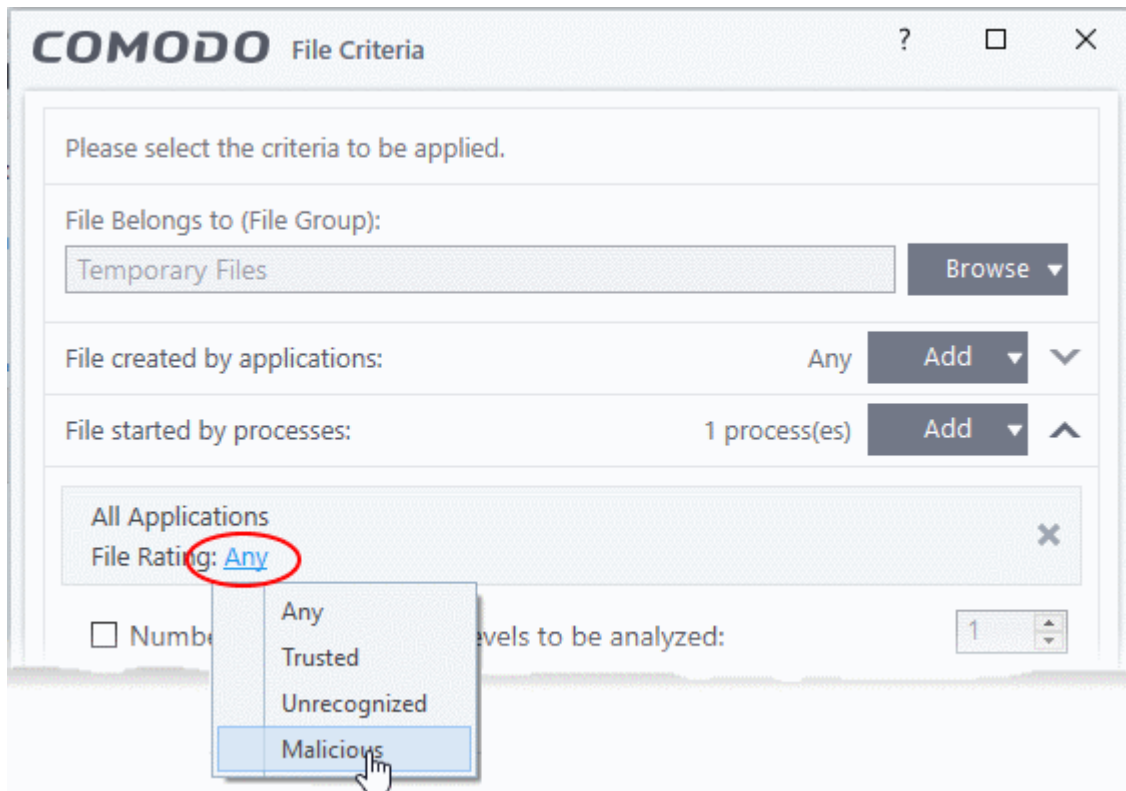 COMODO File Criteria ?
Please select the criteria to be applied.
File Belongs to (File Group):
Temporary Files Browse
File created by applications: Any Add
File started by processes: 1 process(es) Add
All Applications
File Rating: Any
Any
Trusted
Unrecognized
Malicious
to be analyzed: 1